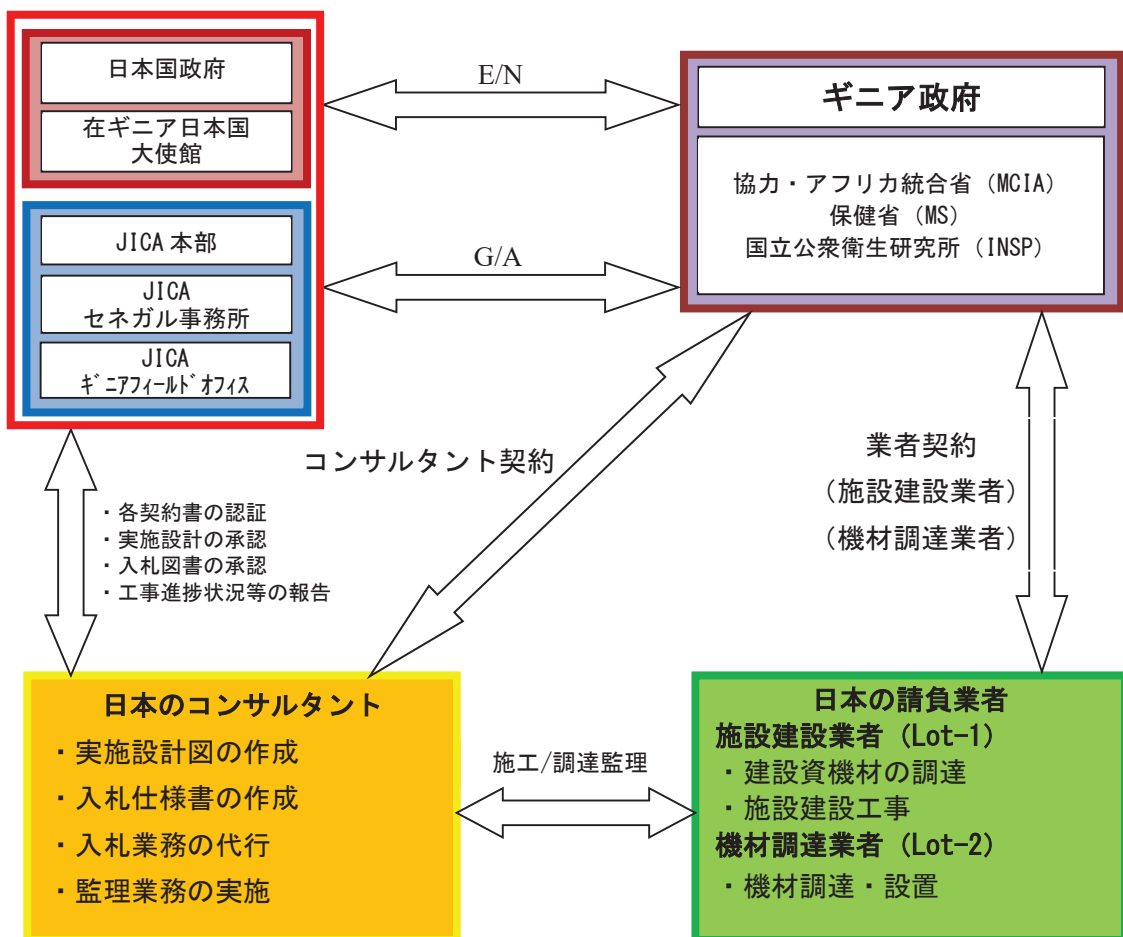 日本国政府
在ギニア日本国
大使館
JICA 本部
JICA
セネガル事務所
JICA
ｷﾞﾆｱﾌｨｰﾙﾄﾞｵﾌｨｽ
E/N
G/A
ギニア政府
協力・アフリカ統合省（MCIA）
保健省（MS）
国立公衆衛生研究所（INSP）
コンサルタント契約
業者契約
（施設建設業者）
（機材調達業者）
・各契約書の認証
・実施設計の承認
・入札図書の承認
・工事進捗状況等の報告
日本のコンサルタント
・実施設計図の作成
・入札仕様書の作成
・入札業務の代行
・監理業務の実施
施工/調達監理
日本の請負業者
施設建設業者（Lot-1）
・建設資機材の調達
・施設建設工事
機材調達業者（Lot-2）
・機材調達・設置